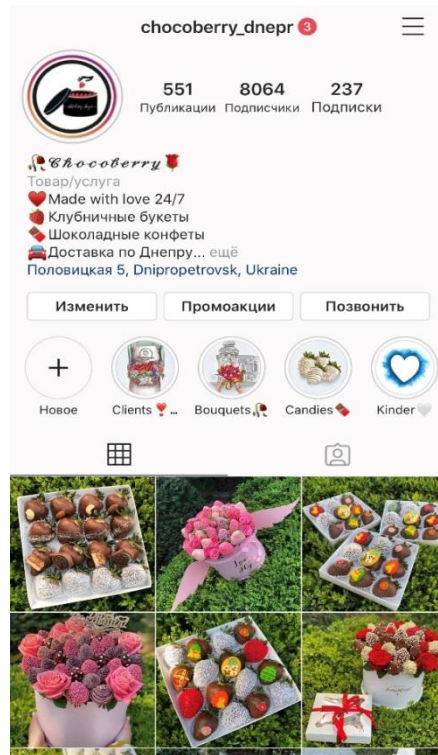 chocoberry_dnepr 3
551 8064 237
Публикации Подписчики Подписки
🥀𝓒𝓱𝓸𝓬𝓸𝓫𝓮𝓻𝓻𝔂🌹
Товар/услуга
❤️Made with love 24/7
🍓Клубничные букеты
🍫Шоколадные конфеты
🚘Доставка по Днепру... ещё
Половицкая 5, Dnipropetrovsk, Ukraine
Изменить Промоакции Позвонить
Новое Clients ❣️ ... Bouquets🥀 Candies🍫 Kinder🤍